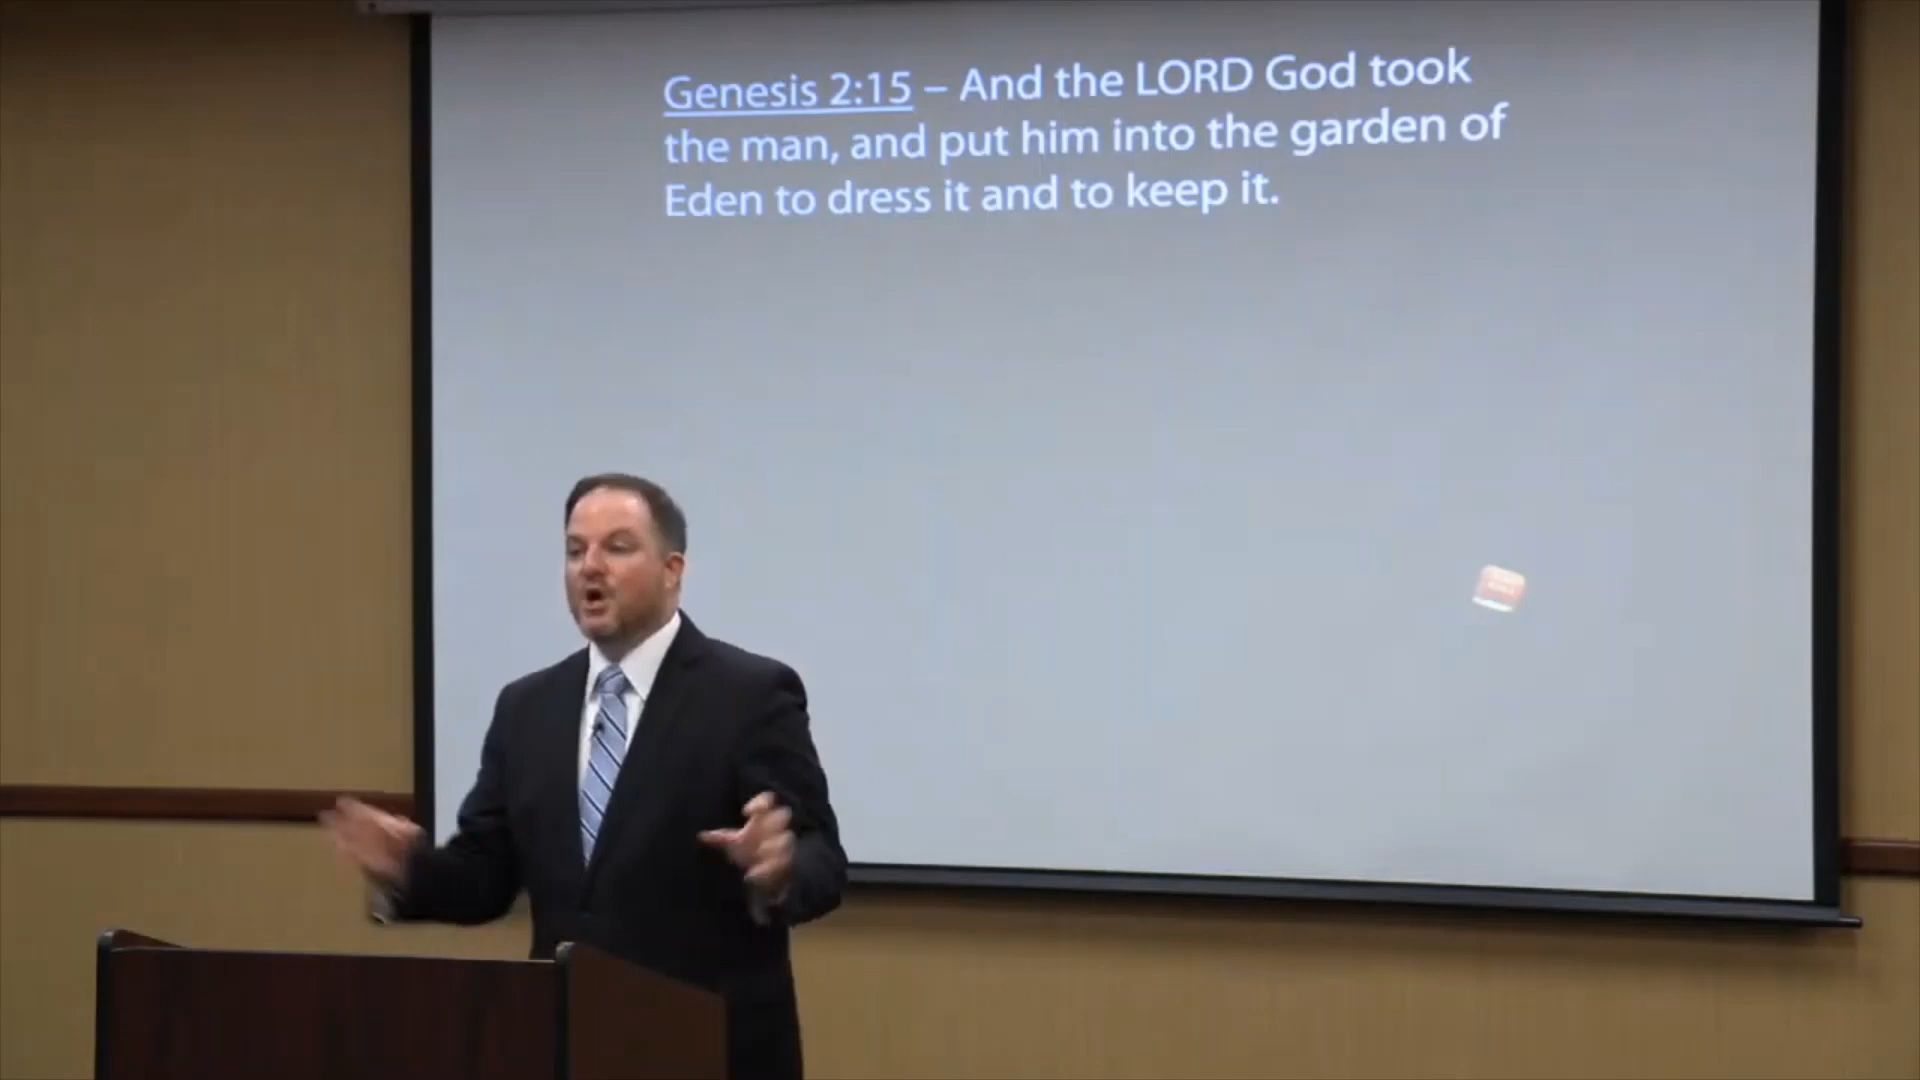 Genesis 2:15 – And the LORD God took
the man, and put him into the garden of
Eden to dress it and to keep it.